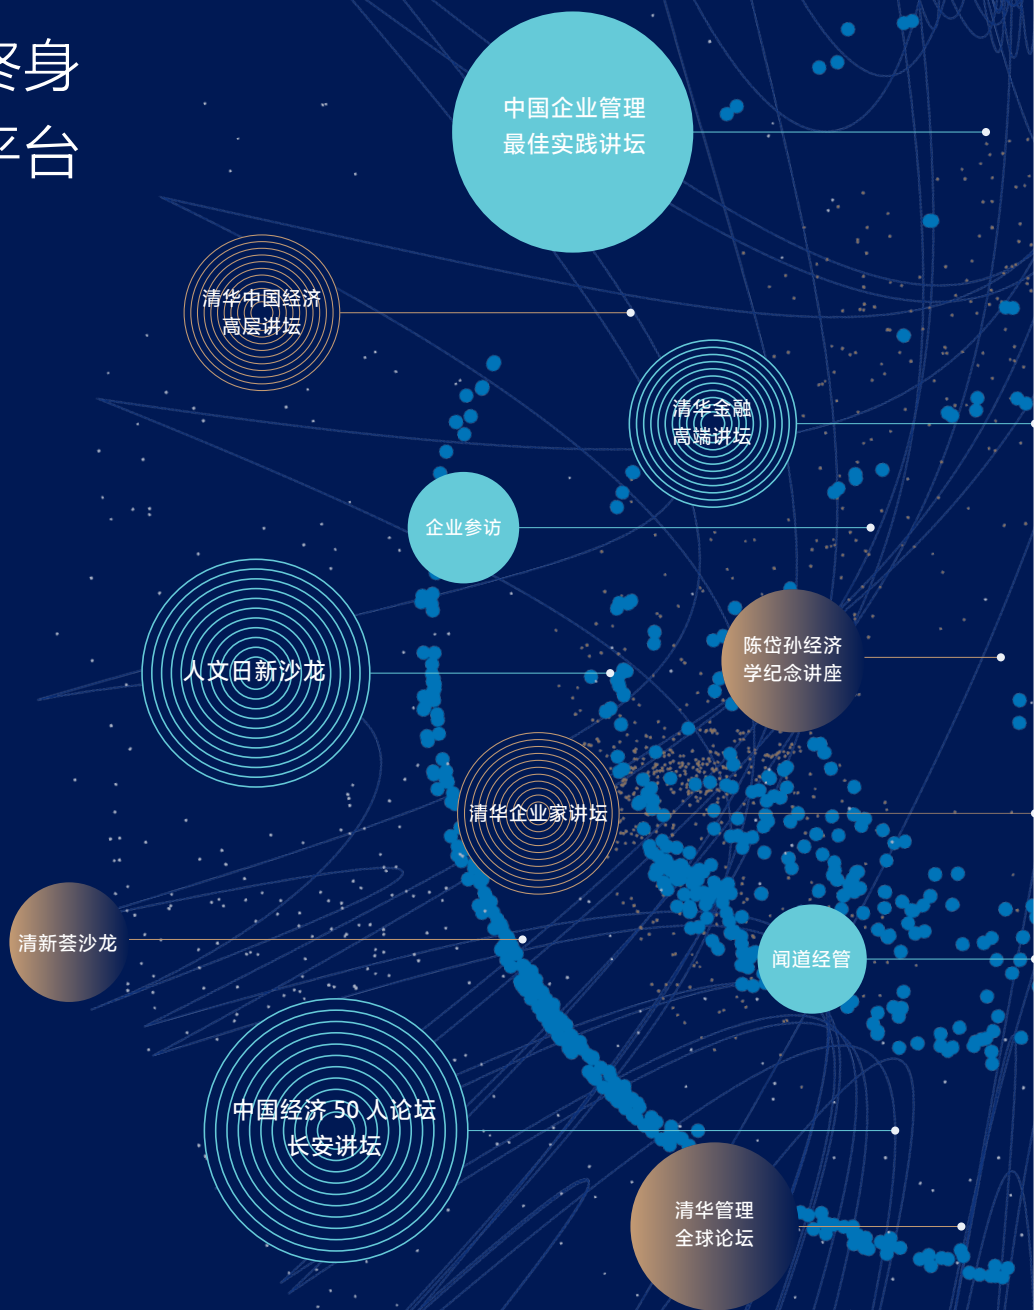 终身
平台
中国企业管理
最佳实践讲坛
清华中国经济
高层讲坛
清华金融
高端讲坛
企业参访
陈岱孙经济
学纪念讲座
人文日新沙龙
清华企业家讲坛
清新荟沙龙
闻道经管
中国经济 50 人论坛
长安讲坛
清华管理
全球论坛